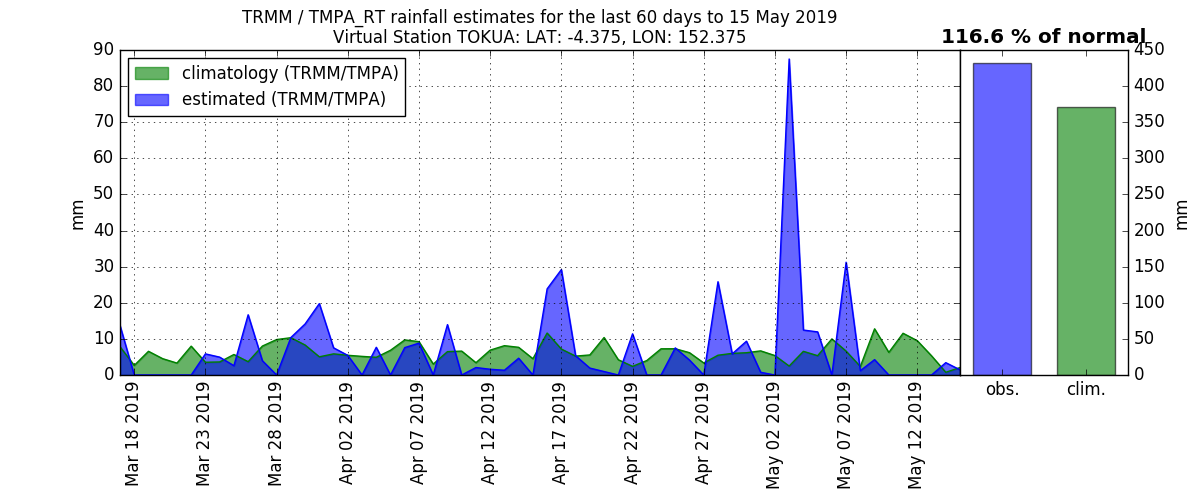 TRMM / TMPA_RT rainfall estimates for the last 60 days to 15 May 2019
Virtual Station TOKUA: LAT: -4.375, LON: 152.375
116.6 % of normal
climatology (TRMM/TMPA)
estimated (TRMM/TMPA)
90
80
70
60
50
40
30
20
10
0
mm
Mar 18 2019
Mar 23 2019
Mar 28 2019
Apr 02 2019
Apr 07 2019
Apr 12 2019
Apr 17 2019
Apr 22 2019
Apr 27 2019
May 02 2019
May 07 2019
May 12 2019
450
400
350
300
250
200
150
100
50
0
mm
obs.
clim.